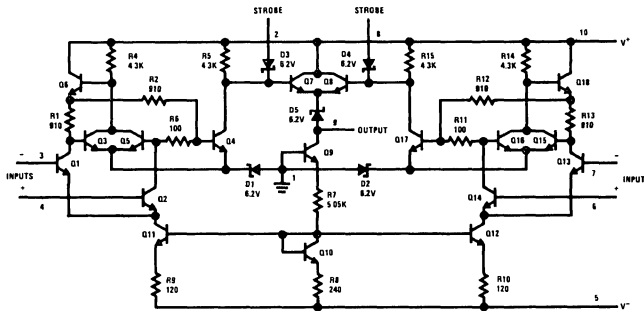 STROBE STROBE
2 8 10
V+
R4
4.3K
R5
4.3K
D3
6.2V
D4
6.2V
R15
4.3K
R14
4.3K
Q6
Q7 Q8
Q18
R2
910
R12
910
R1
910
R6
100
D5
6.2V
R11
100
R13
910
9 OUTPUT
Q3 Q5 Q4 Q17 Q16 Q15
3 Q1 Q9 Q13 7
INPUTS INPUT
D1
6.2V
1
D2
6.2V
4 Q2 Q14 6
R7
5.05K
Q11 Q10 Q12
R9
120
R8
240
R10
120
5
V-
- + - +